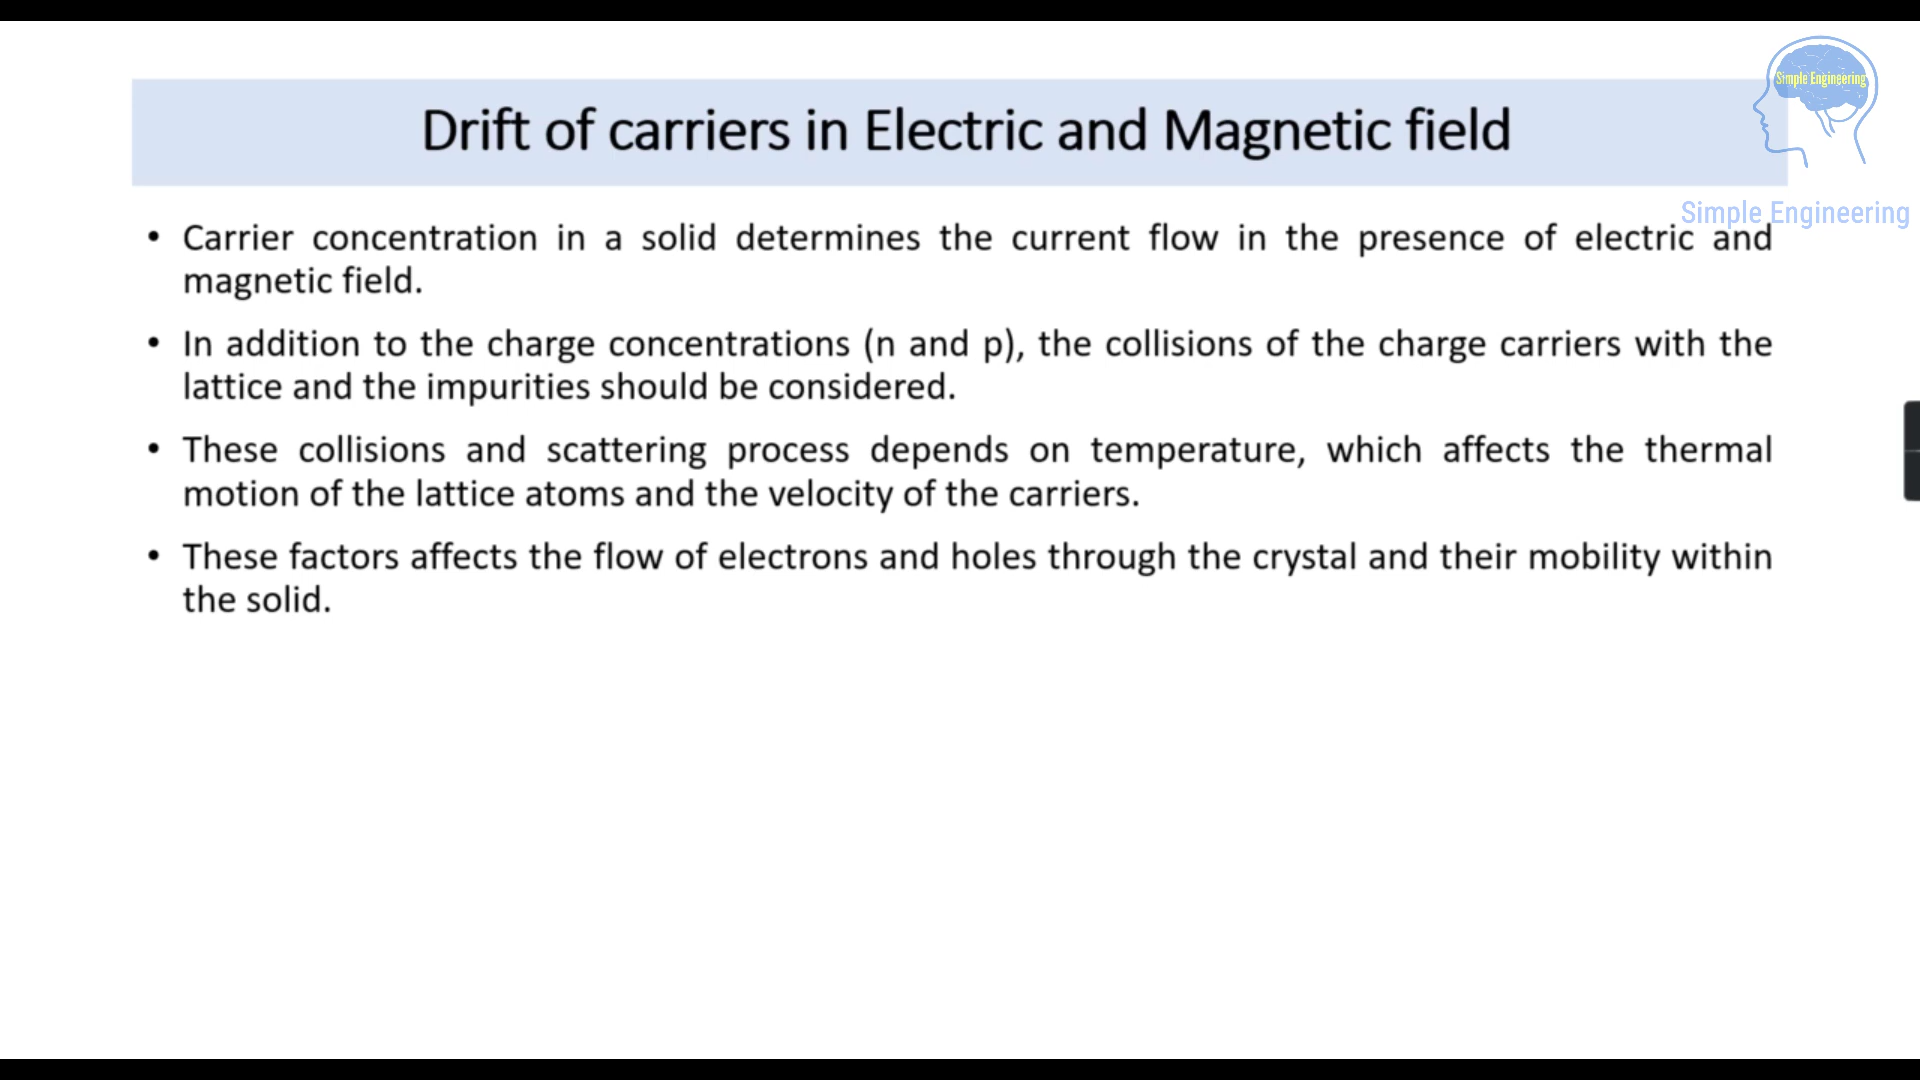 Simple Engineering
Drift of carriers in Electric and Magnetic field
Simple Engineering
• Carrier concentration in a solid determines the current flow in the presence of electric and
magnetic field.
• In addition to the charge concentrations (n and p), the collisions of the charge carriers with the
lattice and the impurities should be considered.
• These collisions and scattering process depends on temperature, which affects the thermal
motion of the lattice atoms and the velocity of the carriers.
• These factors affects the flow of electrons and holes through the crystal and their mobility within
the solid.